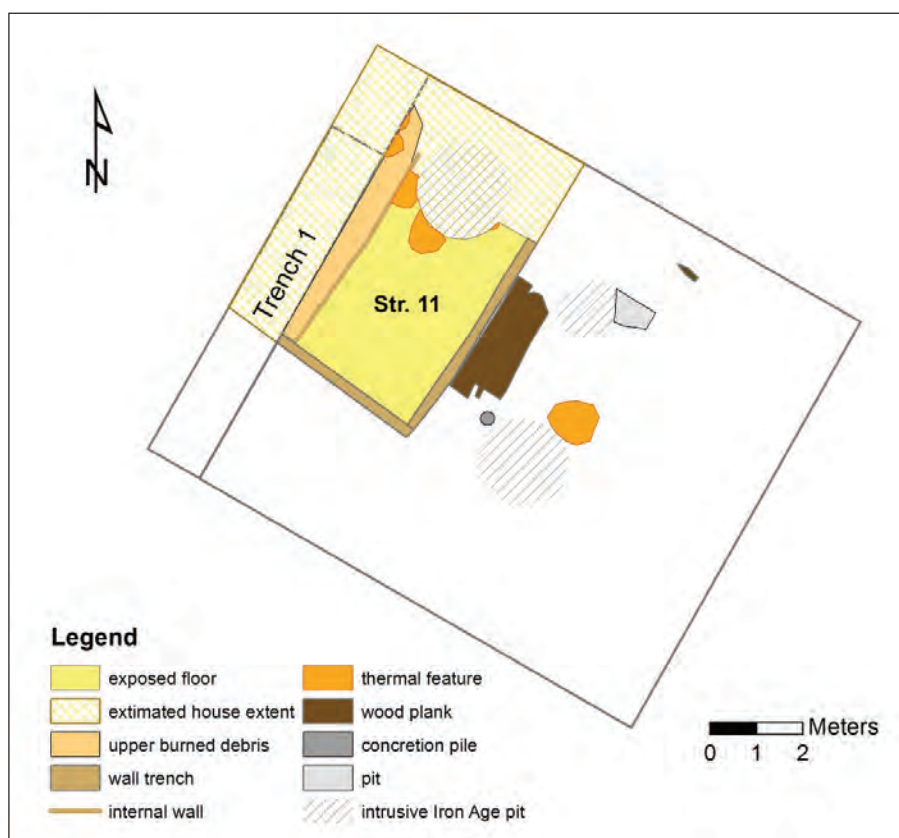 N
Trench 1
Str. 11
Legend
exposed floor
extimated house extent
upper burned debris
wall trench
internal wall
thermal feature
wood plank
concretion pile
pit
intrusive Iron Age pit
Meters
0 1 2